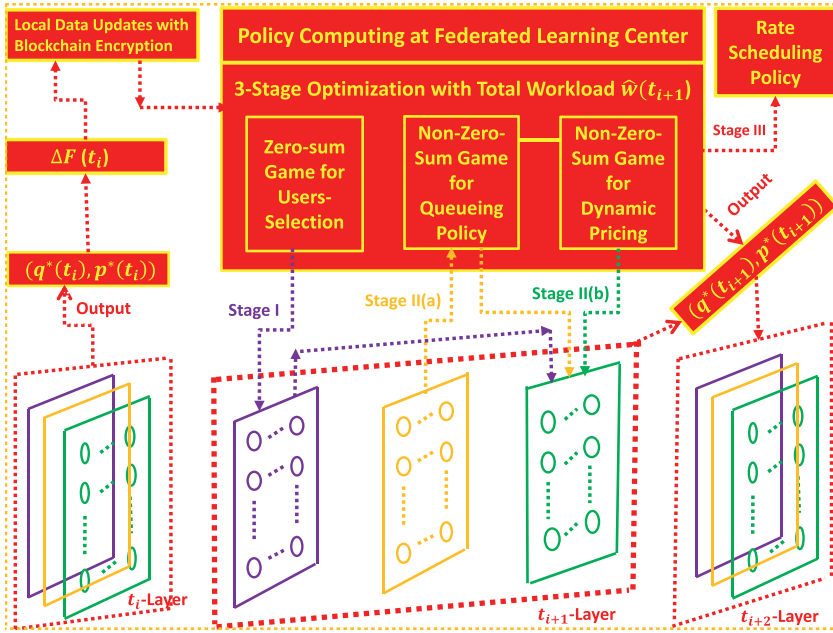 Local Data Updates with
Blockchain Encryption
Policy Computing at Federated Learning Center
Rate
Scheduling
Policy
3-Stage Optimization with Total Workload ŵ(t_{i+1})
Zero-sum
Game for
Users-
Selection
Non-Zero-
Sum Game
for
Queueing
Policy
Non-Zero-
Sum Game
for
Dynamic
Pricing
Stage III
ΔF(t_i)
(q*(t_i), p*(t_i))
Output
Output
(q*(t_{i+1}), p*(t_{i+1}))
Stage I
Stage II(a)
Stage II(b)
t_i-Layer
t_{i+1}-Layer
t_{i+2}-Layer